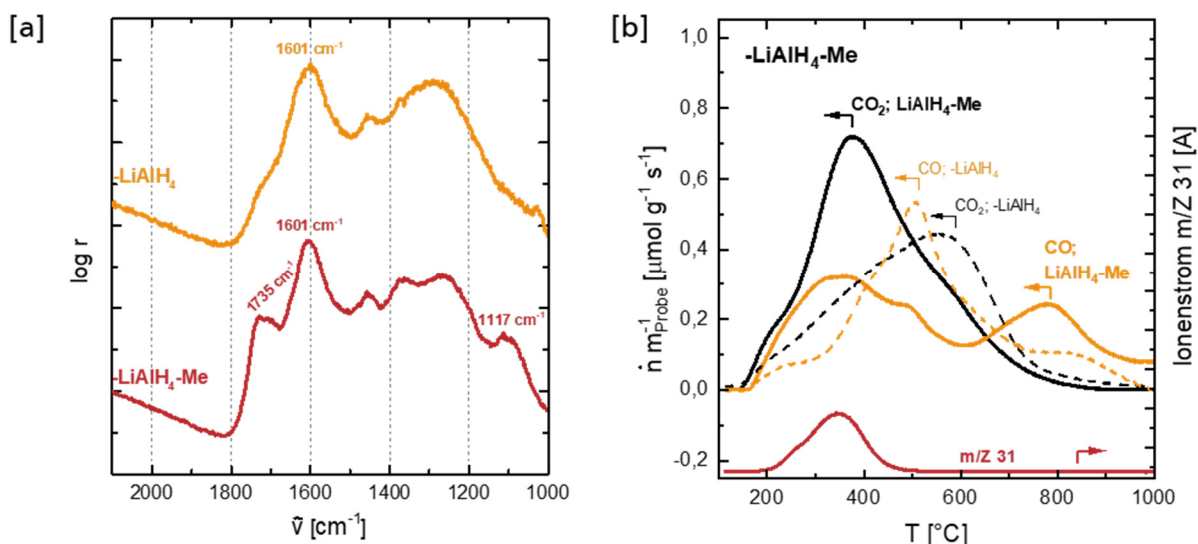 [a]
1601 cm⁻¹
-LiAlH₄
1601 cm⁻¹
1735 cm⁻¹
1117 cm⁻¹
-LiAlH₄-Me
log r
2000 1800 1600 1400 1200 1000
ṽ [cm⁻¹]
[b]
-LiAlH₄-Me
CO₂; LiAlH₄-Me
CO; -LiAlH₄
CO₂; -LiAlH₄
CO;
LiAlH₄-Me
m/Z 31
1,0
0,8
0,6
0,4
0,2
0,0
-0,2
ṅ m⁻¹Probe [µmol g⁻¹ s⁻¹]
Ionenstrom m/Z 31 [A]
200 400 600 800 1000
T [°C]